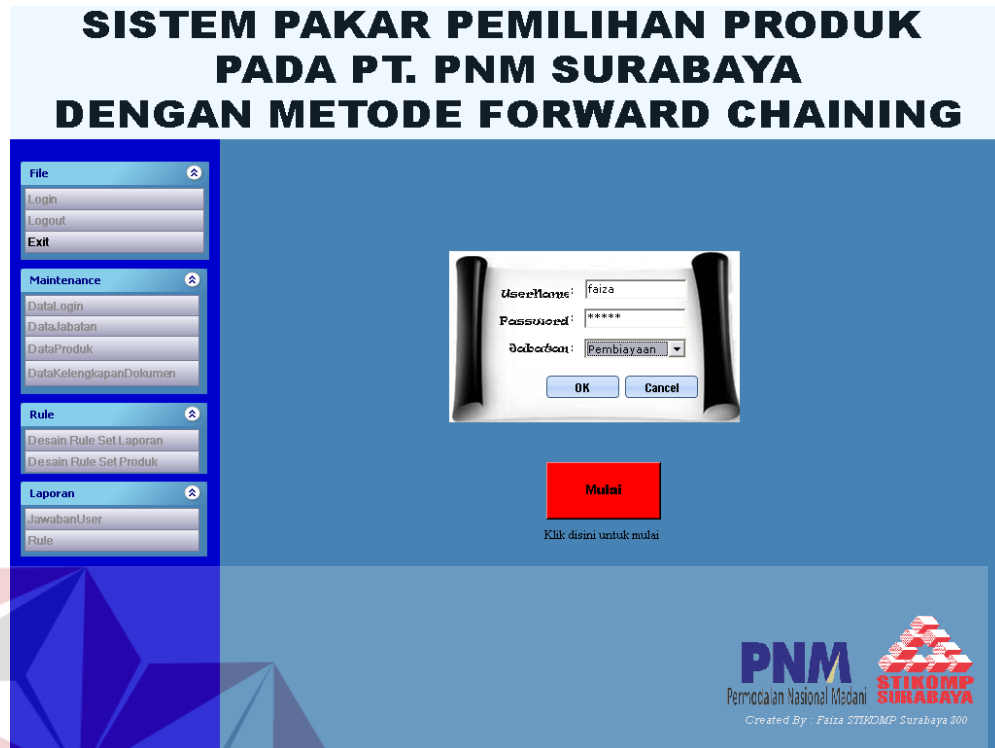 SISTEM PAKAR PEMILIHAN PRODUK
PADA PT. PNM SURABAYA
DENGAN METODE FORWARD CHAINING
File
Login
Logout
Exit
Maintenance
DataLogin
DataJabatan
DataProduk
DataKelengkapanDokumen
Rule
Desain Rule Set Laporan
Desain Rule Set Produk
Laporan
JawabanUser
Rule
UserName: faiza
Password: *****
Jabatan: Pembiayaan
OK Cancel
Mulai
Klik disini untuk mulai
PNM
Permodalan Nasional Madani
STIKOMP
SURABAYA
Created By : Faiza STIKOMP Surabaya 200